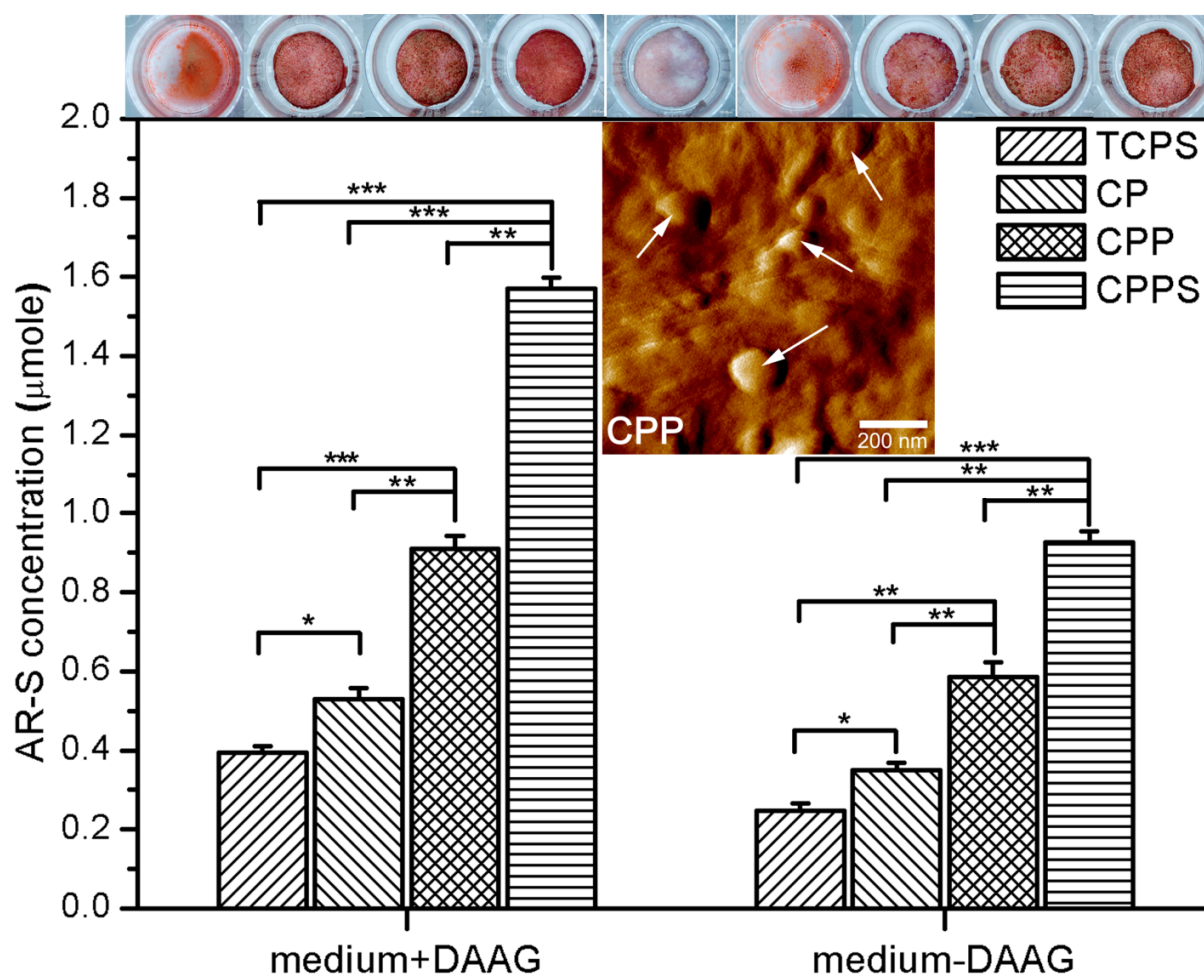 2.0
1.8
1.6
1.4
1.2
1.0
0.8
0.6
0.4
0.2
0.0
AR-S concentration (μmole)
***
***
**
***
**
*
***
**
**
**
**
*
CPP
200 nm
TCPS
CP
CPP
CPPS
medium+DAAG
medium-DAAG